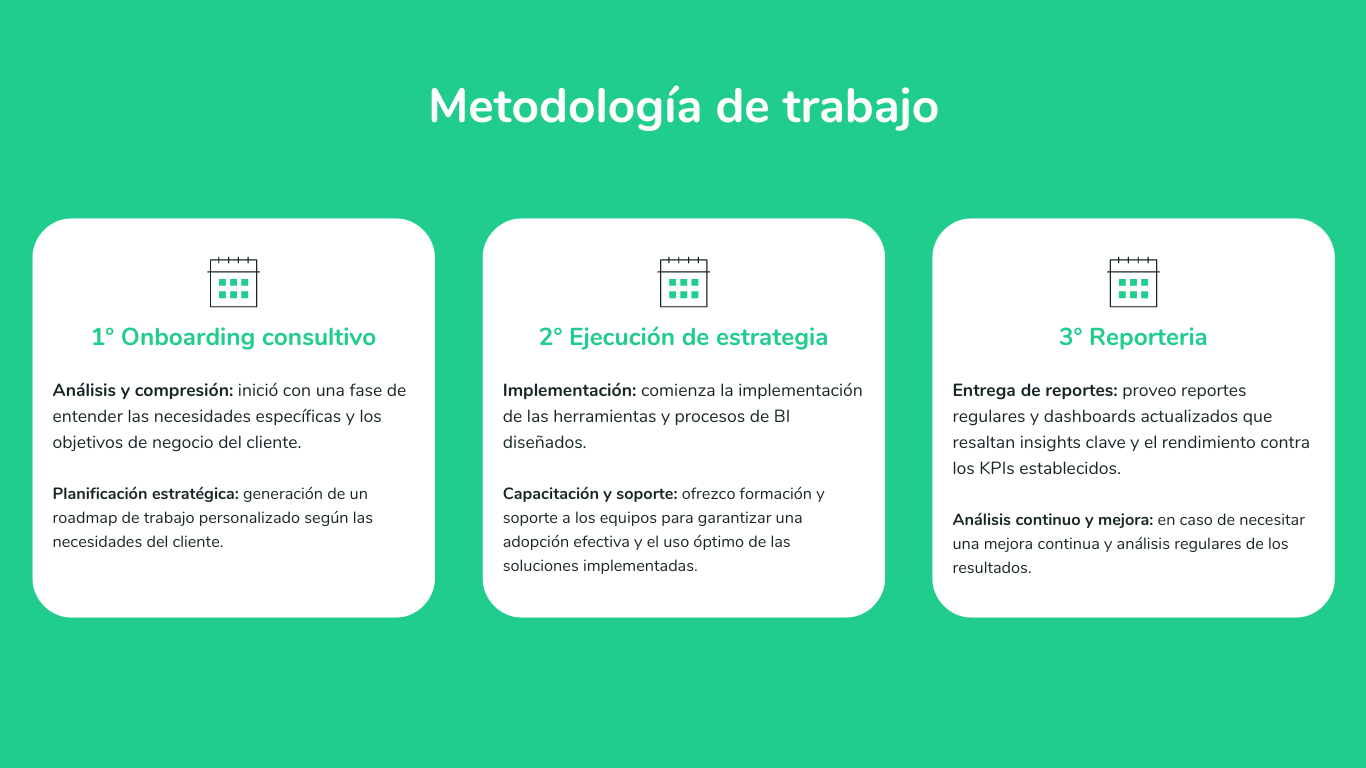 Metodología de trabajo
1° Onboarding consultivo
Análisis y compresión: inició con una fase de
entender las necesidades específicas y los
objetivos de negocio del cliente.
Planificación estratégica: generación de un
roadmap de trabajo personalizado según las
necesidades del cliente.
2° Ejecución de estrategia
Implementación: comienza la implementación
de las herramientas y procesos de BI
diseñados.
Capacitación y soporte: ofrezco formación y
soporte a los equipos para garantizar una
adopción efectiva y el uso óptimo de las
soluciones implementadas.
3° Reporteria
Entrega de reportes: proveo reportes
regulares y dashboards actualizados que
resaltan insights clave y el rendimiento contra
los KPIs establecidos.
Análisis continuo y mejora: en caso de necesitar
una mejora continua y análisis regulares de los
resultados.